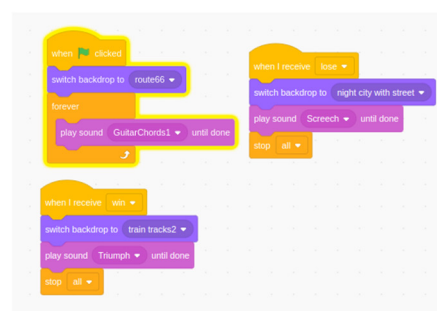 when clicked
switch backdrop to route66
forever
play sound GuitarChords1 until done
when I receive lose
switch backdrop to night city with street
play sound Screech until done
stop all
when I receive win
switch backdrop to train tracks2
play sound Triumph until done
stop all